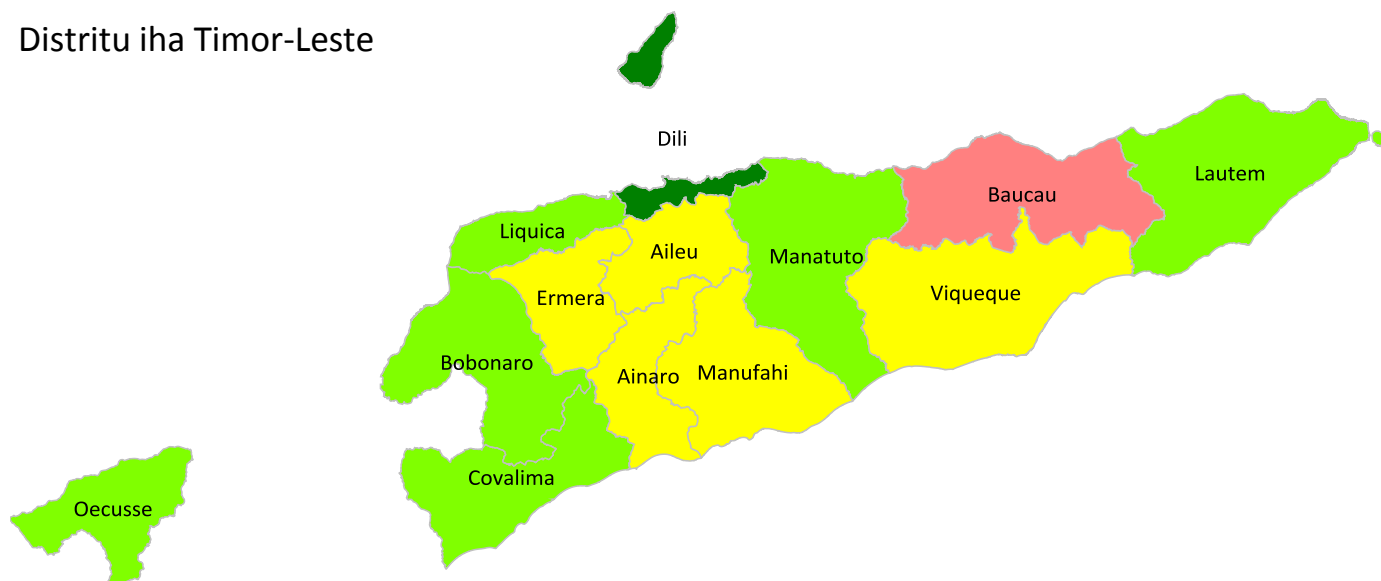 Distritu iha Timor-Leste
Dili
Baucau
Lautem
Liquica
Aileu
Manatuto
Ermera
Viqueque
Bobonaro
Ainaro
Manufahi
Covalima
Oecusse